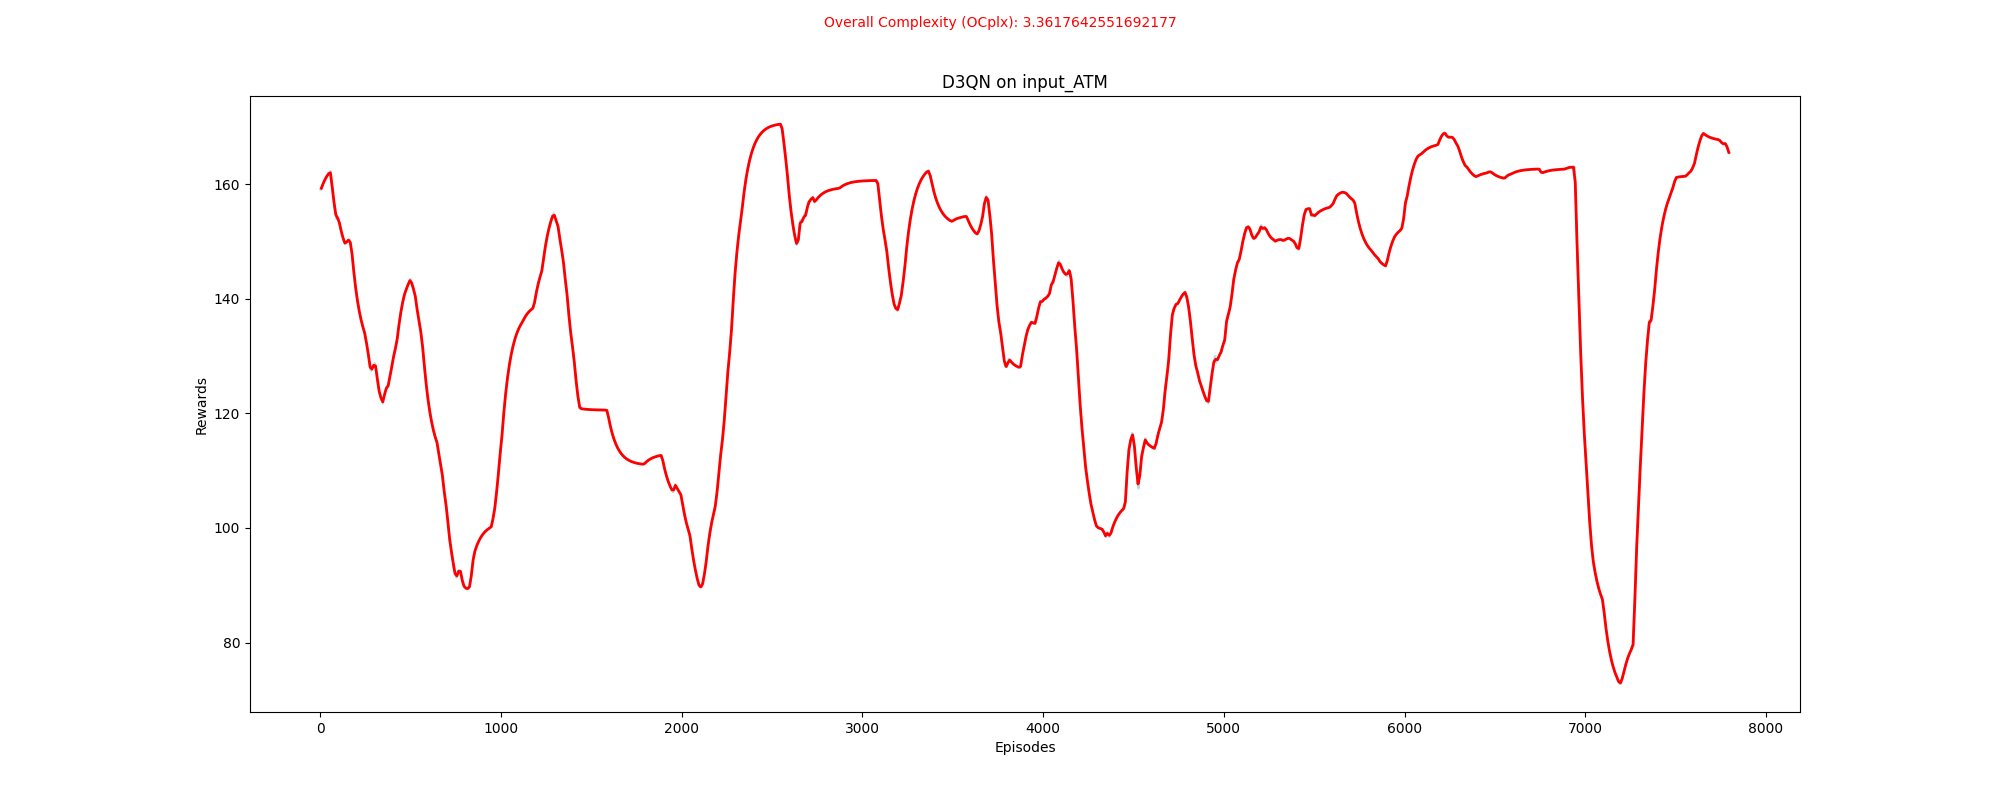 Overall Complexity (OCplx): 3.3617642551692177
D3QN on input_ATM
Rewards
160
140
120
100
80
0 1000 2000 3000 4000 5000 6000 7000 8000
Episodes